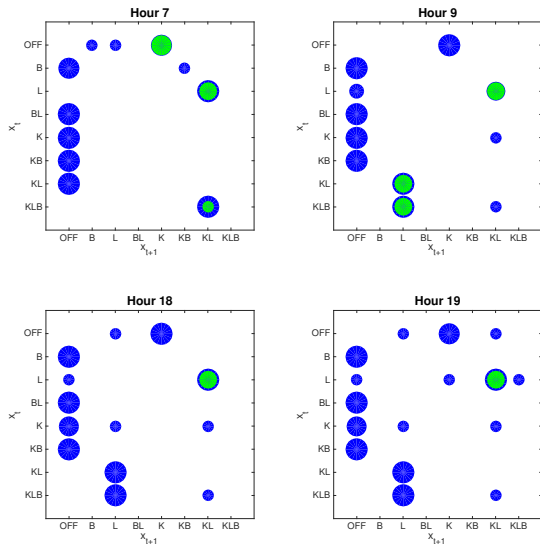 Hour 7
OFF
B
L
BL
K
KB
KL
KLB
x_t
OFF B L BL K KB KL KLB
x_{t+1}
Hour 9
OFF
B
L
BL
K
KB
KL
KLB
x_t
OFF B L BL K KB KL KLB
x_{t+1}
Hour 18
OFF
B
L
BL
K
KB
KL
KLB
x_t
OFF B L BL K KB KL KLB
x_{t+1}
Hour 19
OFF
B
L
BL
K
KB
KL
KLB
x_t
OFF B L BL K KB KL KLB
x_{t+1}